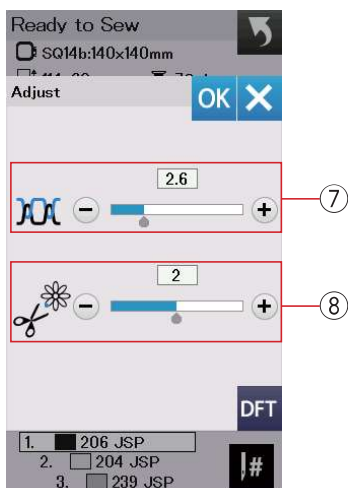 Ready to Sew
SQ14b:140x140mm
Adjust
OK
2.6
7
2
8
DFT
1. 206 JSP
2. 204 JSP
3. 239 JSP
#